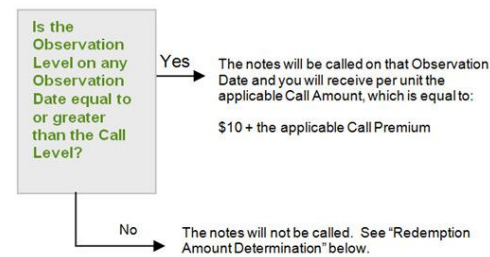 Is the
Observation
Level on any
Observation
Date equal to
or greater
than the Call
Level?
Yes
The notes will be called on that Observation
Date and you will receive per unit the
applicable Call Amount, which is equal to:
$10 + the applicable Call Premium
No
The notes will not be called. See “Redemption
Amount Determination” below.